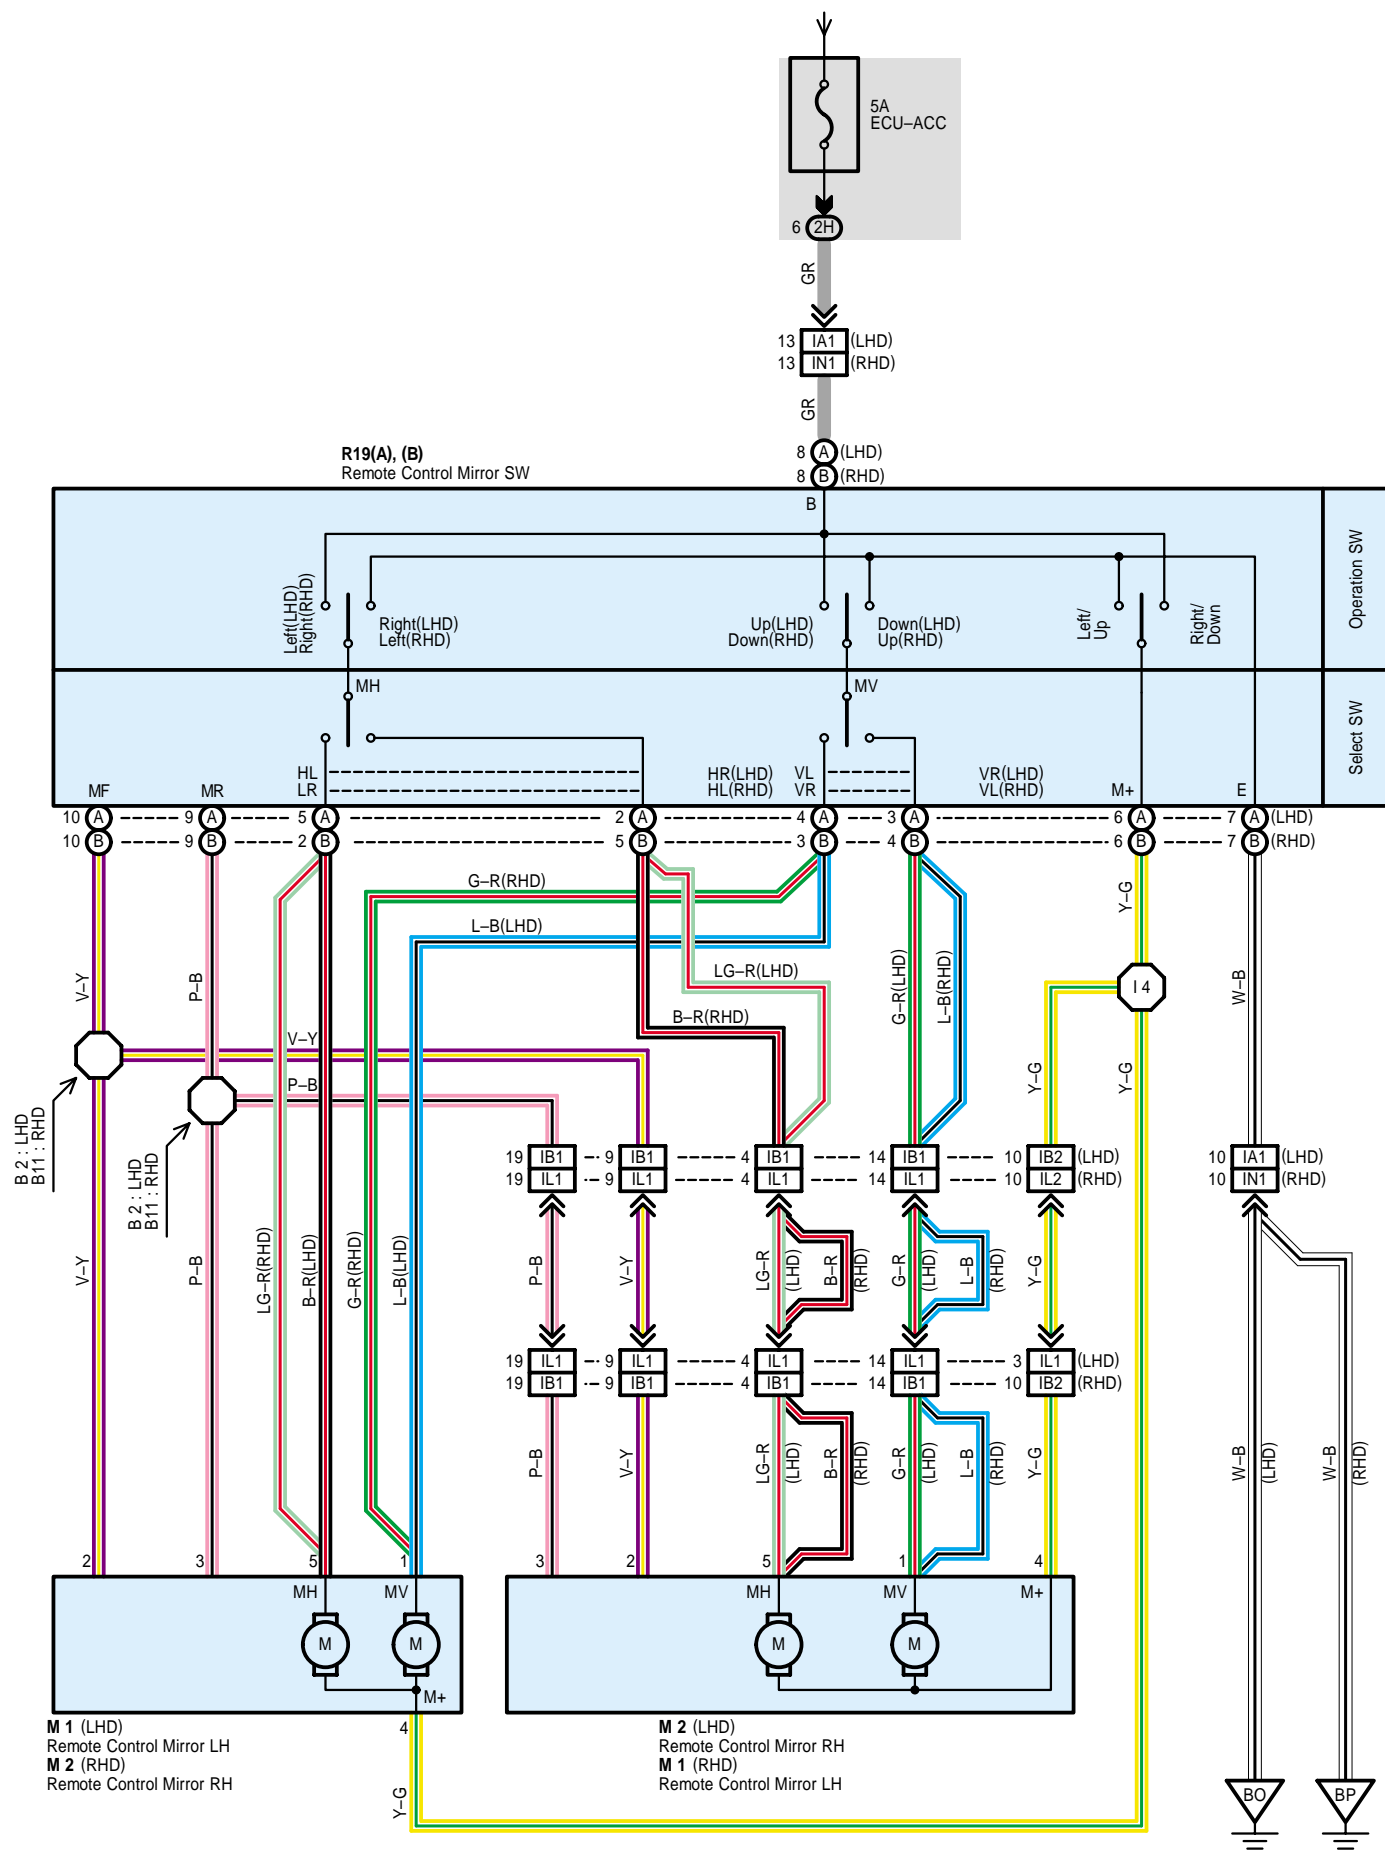 5A
ECU–ACC
6 2H
GR
13 IA1 (LHD)
13 IN1 (RHD)
GR
R19(A), (B)
Remote Control Mirror SW
8 A (LHD)
8 B (RHD)
B
Operation SW
Left(LHD)
Right(RHD)
Right(LHD)
Left(RHD)
Up(LHD)
Down(RHD)
Down(LHD)
Up(RHD)
Left/
Up
Right/
Down
Select SW
MH
MV
HL
LR
HR(LHD)
HL(RHD)
VL
VR
VR(LHD)
VL(RHD)
MF
MR
M+
E
10 A 9 A 5 A 2 A 4 A 3 A 6 A 7 A (LHD)
10 B 9 B 2 B 5 B 3 B 4 B 6 B 7 B (RHD)
G–R(RHD)
L–B(LHD)
LG–R(LHD)
B–R(RHD)
G–R(LHD)
L–B(RHD)
Y–G
I 4
W–B
V–Y
P–B
V–Y
P–B
Y–G
Y–G
B 2 : LHD
B11 : RHD
B 2 : LHD
B11 : RHD
19 IB1 9 IB1 4 IB1 14 IB1 10 IB2 (LHD)
19 IL1 9 IL1 4 IL1 14 IL1 10 IL2 (RHD)
10 IA1 (LHD)
10 IN1 (RHD)
V–Y
P–B
LG–R(RHD)
B–R(LHD)
G–R(RHD)
L–B(LHD)
P–B
V–Y
LG–R
(LHD)
B–R
(RHD)
G–R
(LHD)
L–B
(RHD)
Y–G
19 IL1 9 IL1 4 IL1 14 IL1 3 IL1 (LHD)
19 IB1 9 IB1 4 IB1 14 IB1 10 IB2 (RHD)
P–B
V–Y
LG–R
(LHD)
B–R
(RHD)
G–R
(LHD)
L–B
(RHD)
Y–G
W–B
(LHD)
W–B
(RHD)
2 3 5 1 3 2 5 1 4
MH MV MH MV M+
M M M M
M+
4
M 1 (LHD)
Remote Control Mirror LH
M 2 (RHD)
Remote Control Mirror RH
M 2 (LHD)
Remote Control Mirror RH
M 1 (RHD)
Remote Control Mirror LH
Y–G
BO
BP